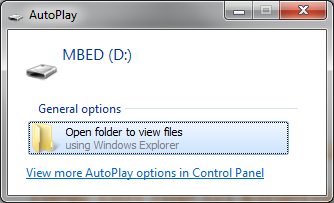 AutoPlay
MBED (D:)
General options
Open folder to view files
using Windows Explorer
View more AutoPlay options in Control Panel